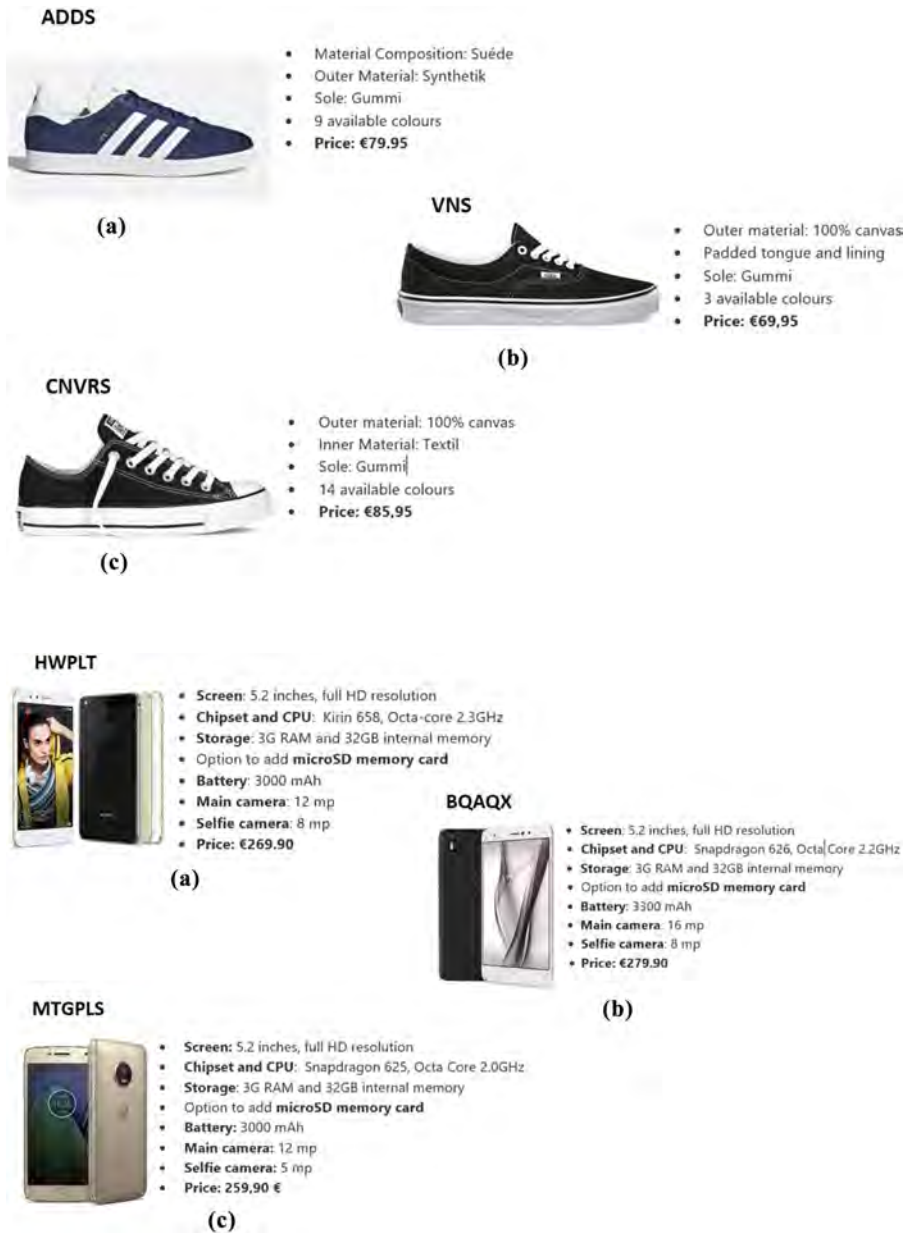 ADDS
• Material Composition: Suéde
• Outer Material: Synthetik
• Sole: Gummi
• 9 available colours
• Price: €79.95
(a)
VNS
• Outer material: 100% canvas
• Padded tongue and lining
• Sole: Gummi
• 3 available colours
• Price: €69,95
(b)
CNVRS
• Outer material: 100% canvas
• Inner Material: Textil
• Sole: Gummi
• 14 available colours
• Price: €85,95
(c)
HWPLT
• Screen: 5.2 inches, full HD resolution
• Chipset and CPU: Kirin 658, Octa-core 2.3GHz
• Storage: 3G RAM and 32GB internal memory
• Option to add microSD memory card
• Battery: 3000 mAh
• Main camera: 12 mp
• Selfie camera: 8 mp
• Price: €269.90
(a)
BQAQX
• Screen: 5.2 inches, full HD resolution
• Chipset and CPU: Snapdragon 626, Octa Core 2.2GHz
• Storage: 3G RAM and 32GB internal memory
• Option to add microSD memory card
• Battery: 3300 mAh
• Main camera: 16 mp
• Selfie camera: 8 mp
• Price: €279.90
(b)
MTGPLS
• Screen: 5.2 inches, full HD resolution
• Chipset and CPU: Snapdragon 625, Octa Core 2.0GHz
• Storage: 3G RAM and 32GB internal memory
• Option to add microSD memory card
• Battery: 3000 mAh
• Main camera: 12 mp
• Selfie camera: 5 mp
• Price: 259,90 €
(c)